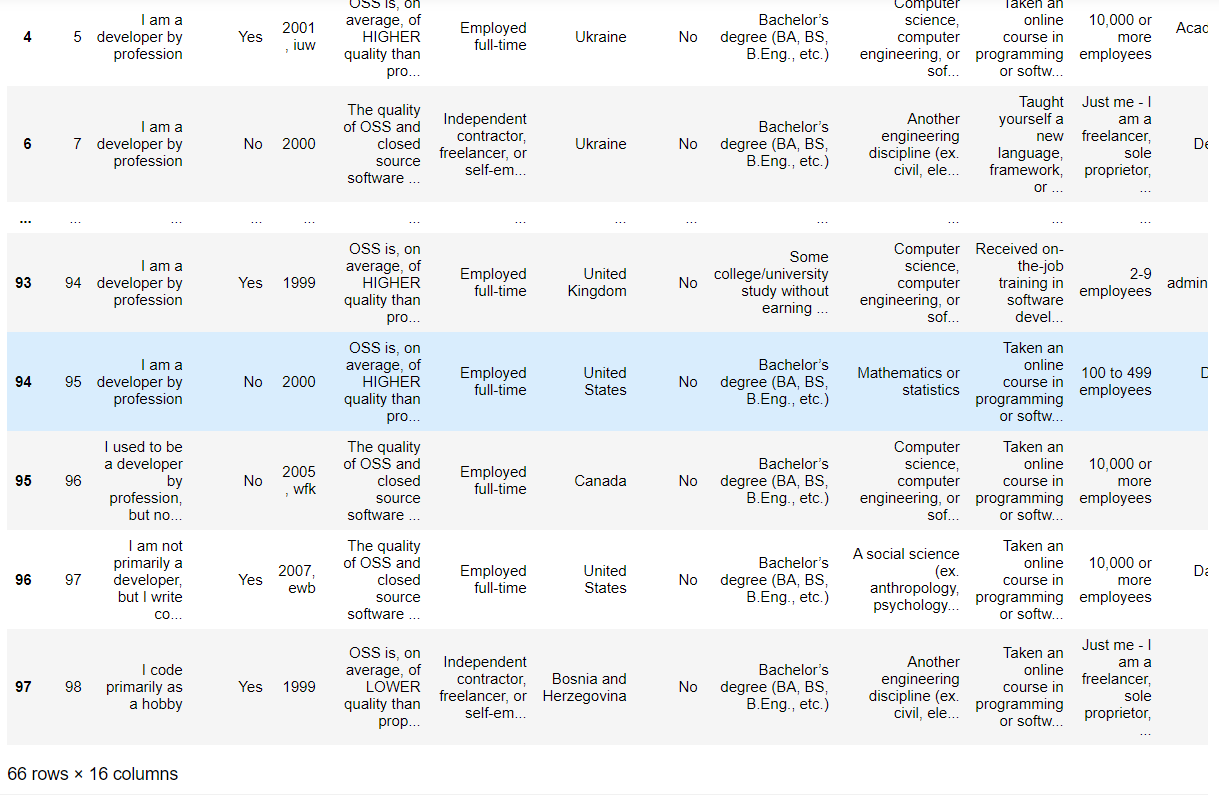 4 5 I am a developer by profession Yes 2001 , iuw OSS is, on average, of HIGHER quality than pro... Employed full-time Ukraine No Bachelor’s degree (BA, BS, B.Eng., etc.) Computer science, computer engineering, or sof... Taken an online course in programming or softw... 10,000 or more employees Acad
6 7 I am a developer by profession No 2000 The quality of OSS and closed source software ... Independent contractor, freelancer, or self-em... Ukraine No Bachelor’s degree (BA, BS, B.Eng., etc.) Another engineering discipline (ex. civil, ele... Taught yourself a new language, framework, or ... Just me - I am a freelancer, sole proprietor, ... De
... ... ... ... ... ... ... ... ... ... ... ... ...
93 94 I am a developer by profession Yes 1999 OSS is, on average, of HIGHER quality than pro... Employed full-time United Kingdom No Some college/university study without earning ... Computer science, computer engineering, or sof... Received on-the-job training in software devel... 2-9 employees admin
94 95 I am a developer by profession No 2000 OSS is, on average, of HIGHER quality than pro... Employed full-time United States No Bachelor’s degree (BA, BS, B.Eng., etc.) Mathematics or statistics Taken an online course in programming or softw... 100 to 499 employees D
95 96 I used to be a developer by profession, but no... No 2005 , wfk The quality of OSS and closed source software ... Employed full-time Canada No Bachelor’s degree (BA, BS, B.Eng., etc.) Computer science, computer engineering, or sof... Taken an online course in programming or softw... 10,000 or more employees
96 97 I am not primarily a developer, but I write co... Yes 2007, ewb The quality of OSS and closed source software ... Employed full-time United States No Bachelor’s degree (BA, BS, B.Eng., etc.) A social science (ex. anthropology, psychology... Taken an online course in programming or softw... 10,000 or more employees Da
97 98 I code primarily as a hobby Yes 1999 OSS is, on average, of LOWER quality than prop... Independent contractor, freelancer, or self-em... Bosnia and Herzegovina No Bachelor’s degree (BA, BS, B.Eng., etc.) Another engineering discipline (ex. civil, ele... Taken an online course in programming or softw... Just me - I am a freelancer, sole proprietor, ...
66 rows × 16 columns